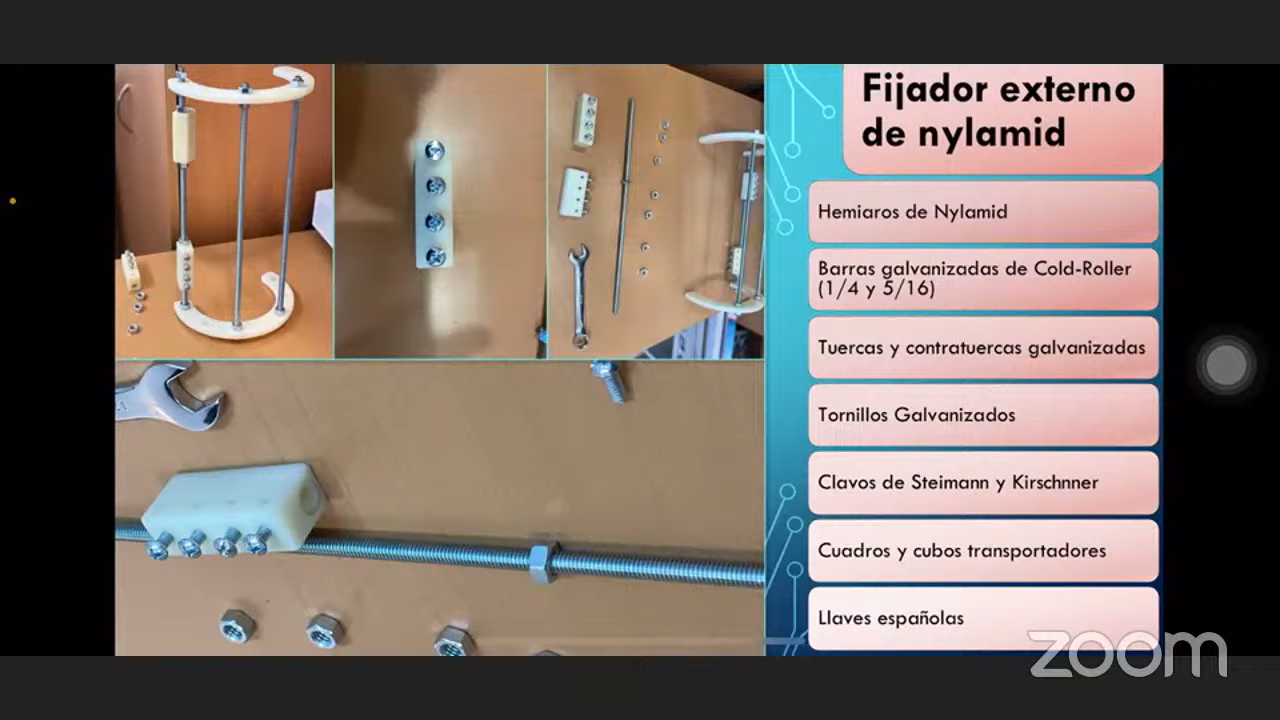 Fijador externo
de nylamid
Hemiaros de Nylamid
Barras galvanizadas de Cold-Roller
(1/4 y 5/16)
Tuercas y contratuercas galvanizadas
Tornillos Galvanizados
Clavos de Steimann y Kirschnner
Cuadros y cubos transportadores
Llaves españolas
zoom